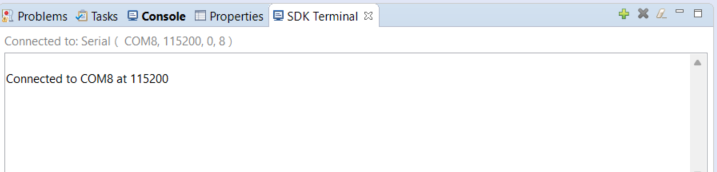 Problems Tasks Console Properties SDK Terminal
Connected to: Serial ( COM8, 115200, 0, 8 )
Connected to COM8 at 115200